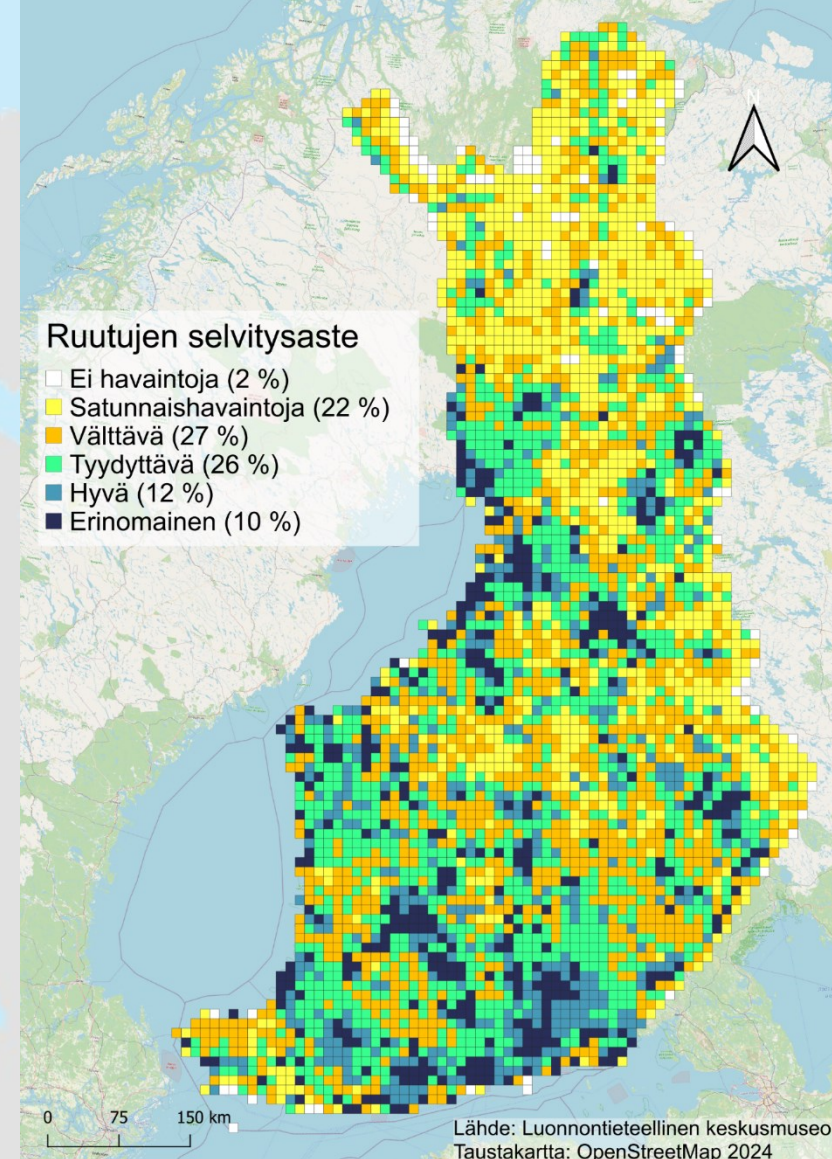 N
Ruutujen selvitysaste
Ei havaintoja (2 %)
Satunnaishavaintoja (22 %)
Välttävä (27 %)
Tyydyttävä (26 %)
Hyvä (12 %)
Erinomainen (10 %)
0 75 150 km
Lähde: Luonnontieteellinen keskusmuseo
Taustakartta: OpenStreetMap 2024